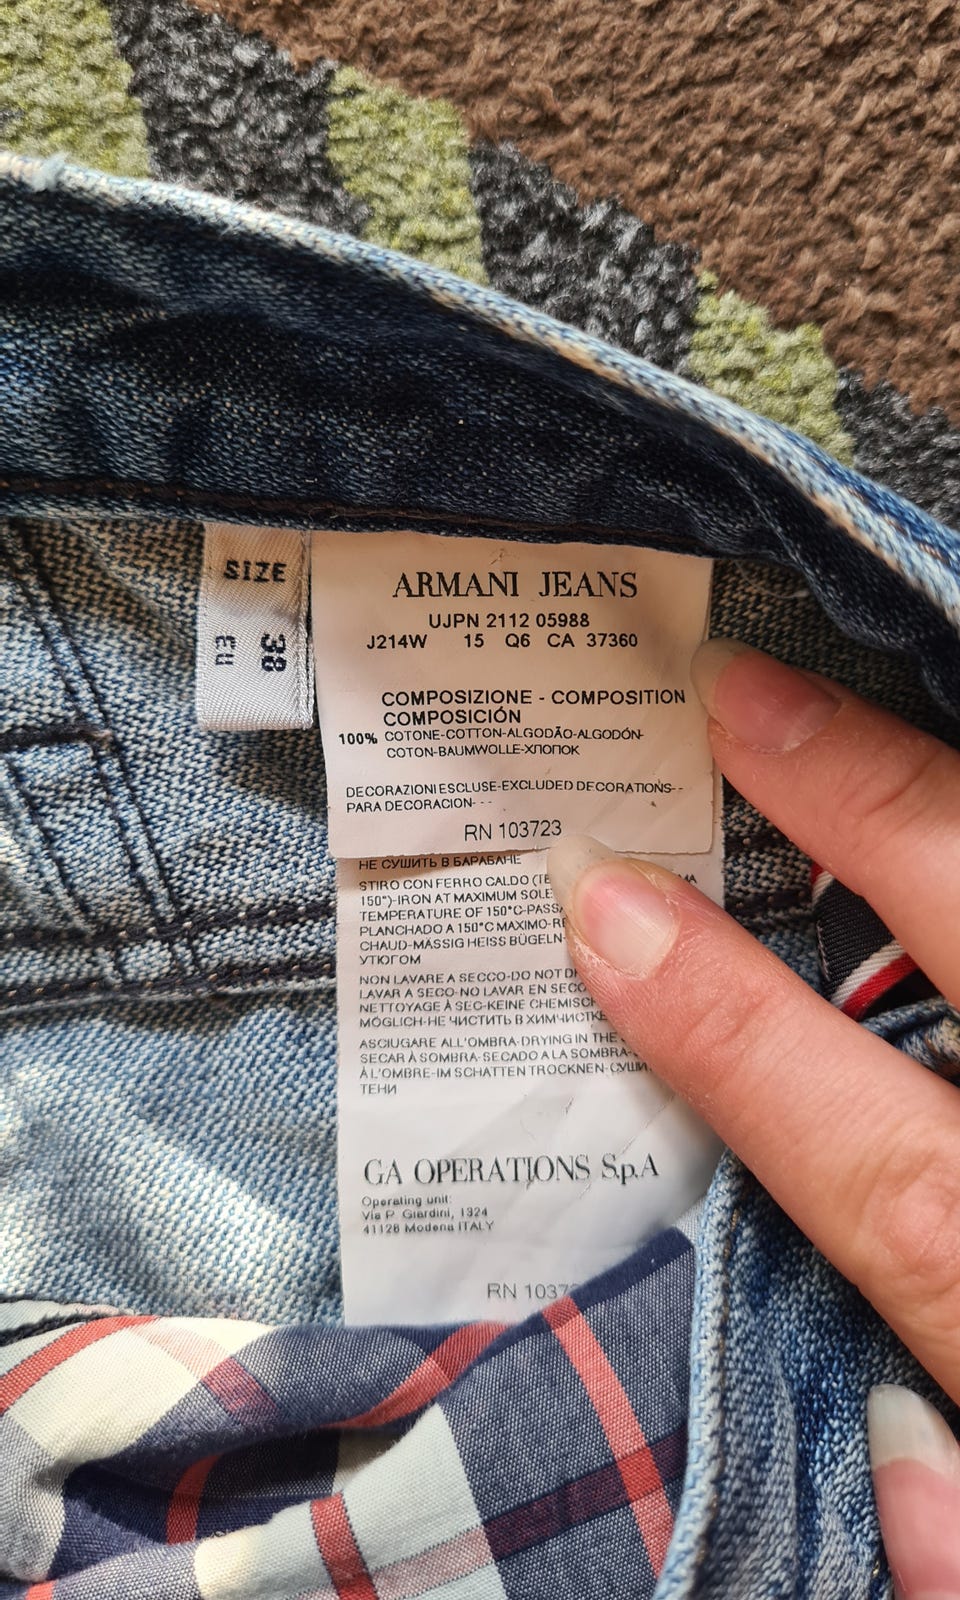 SIZE
38
EU
ARMANI JEANS
UJPN 2112 05988
J214W 15 Q6 CA 37360
COMPOSIZIONE - COMPOSITION
COMPOSICIÓN
100% COTONE-COTTON-ALGODÃO-ALGODÓN-
COTON-BAUMWOLLE-ХЛОПОК
DECORAZIONI ESCLUSE-EXCLUDED DECORATIONS--
PARA DECORACION---
RN 103723
НЕ СУШИТЬ В БАРАБАНЕ
STIRO CON FERRO CALDO
150°)-IRON AT MAXIMUM SOLE
TEMPERATURE OF 150°C-PASSA
PLANCHADO A 150°C MAXIMO-RE
CHAUD-MÄSSIG HEISS BÜGELN-
УТЮГОМ
NON LAVARE A SECCO-DO NOT
LAVAR A SECO-NO LAVAR EN SECO
NETTOYAGE À SEC-KEINE CHEMISCH
MÖGLICH-НЕ ЧИСТИТЬ В ХИМЧИСТКЕ
ASCIUGARE ALL'OMBRA-DRYING IN THE
SECAR À SOMBRA-SECADO A LA SOMBRA-
À L'OMBRE-IM SCHATTEN TROCKNEN-СУШИ
ТЕНИ
GA OPERATIONS S.p.A
Operating unit:
Via P. Giardini, 1324
41126 Modena ITALY
RN 1037